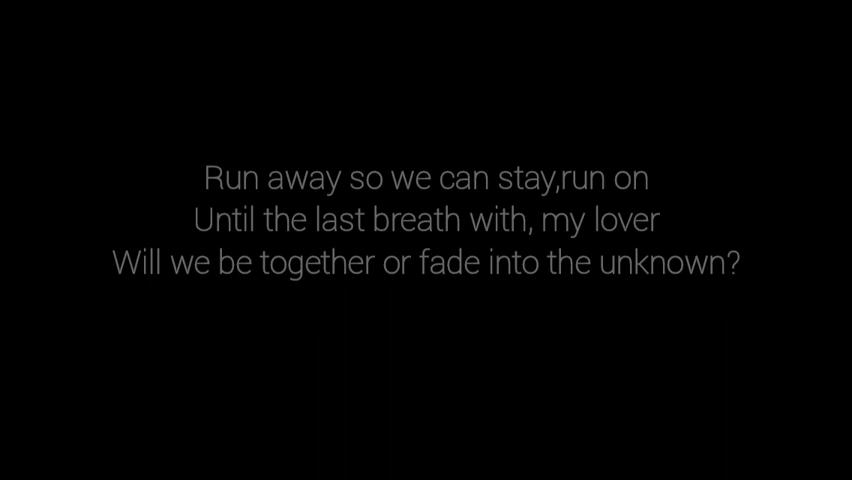 Run away so we can stay,run on
Until the last breath with, my lover
Will we be together or fade into the unknown?